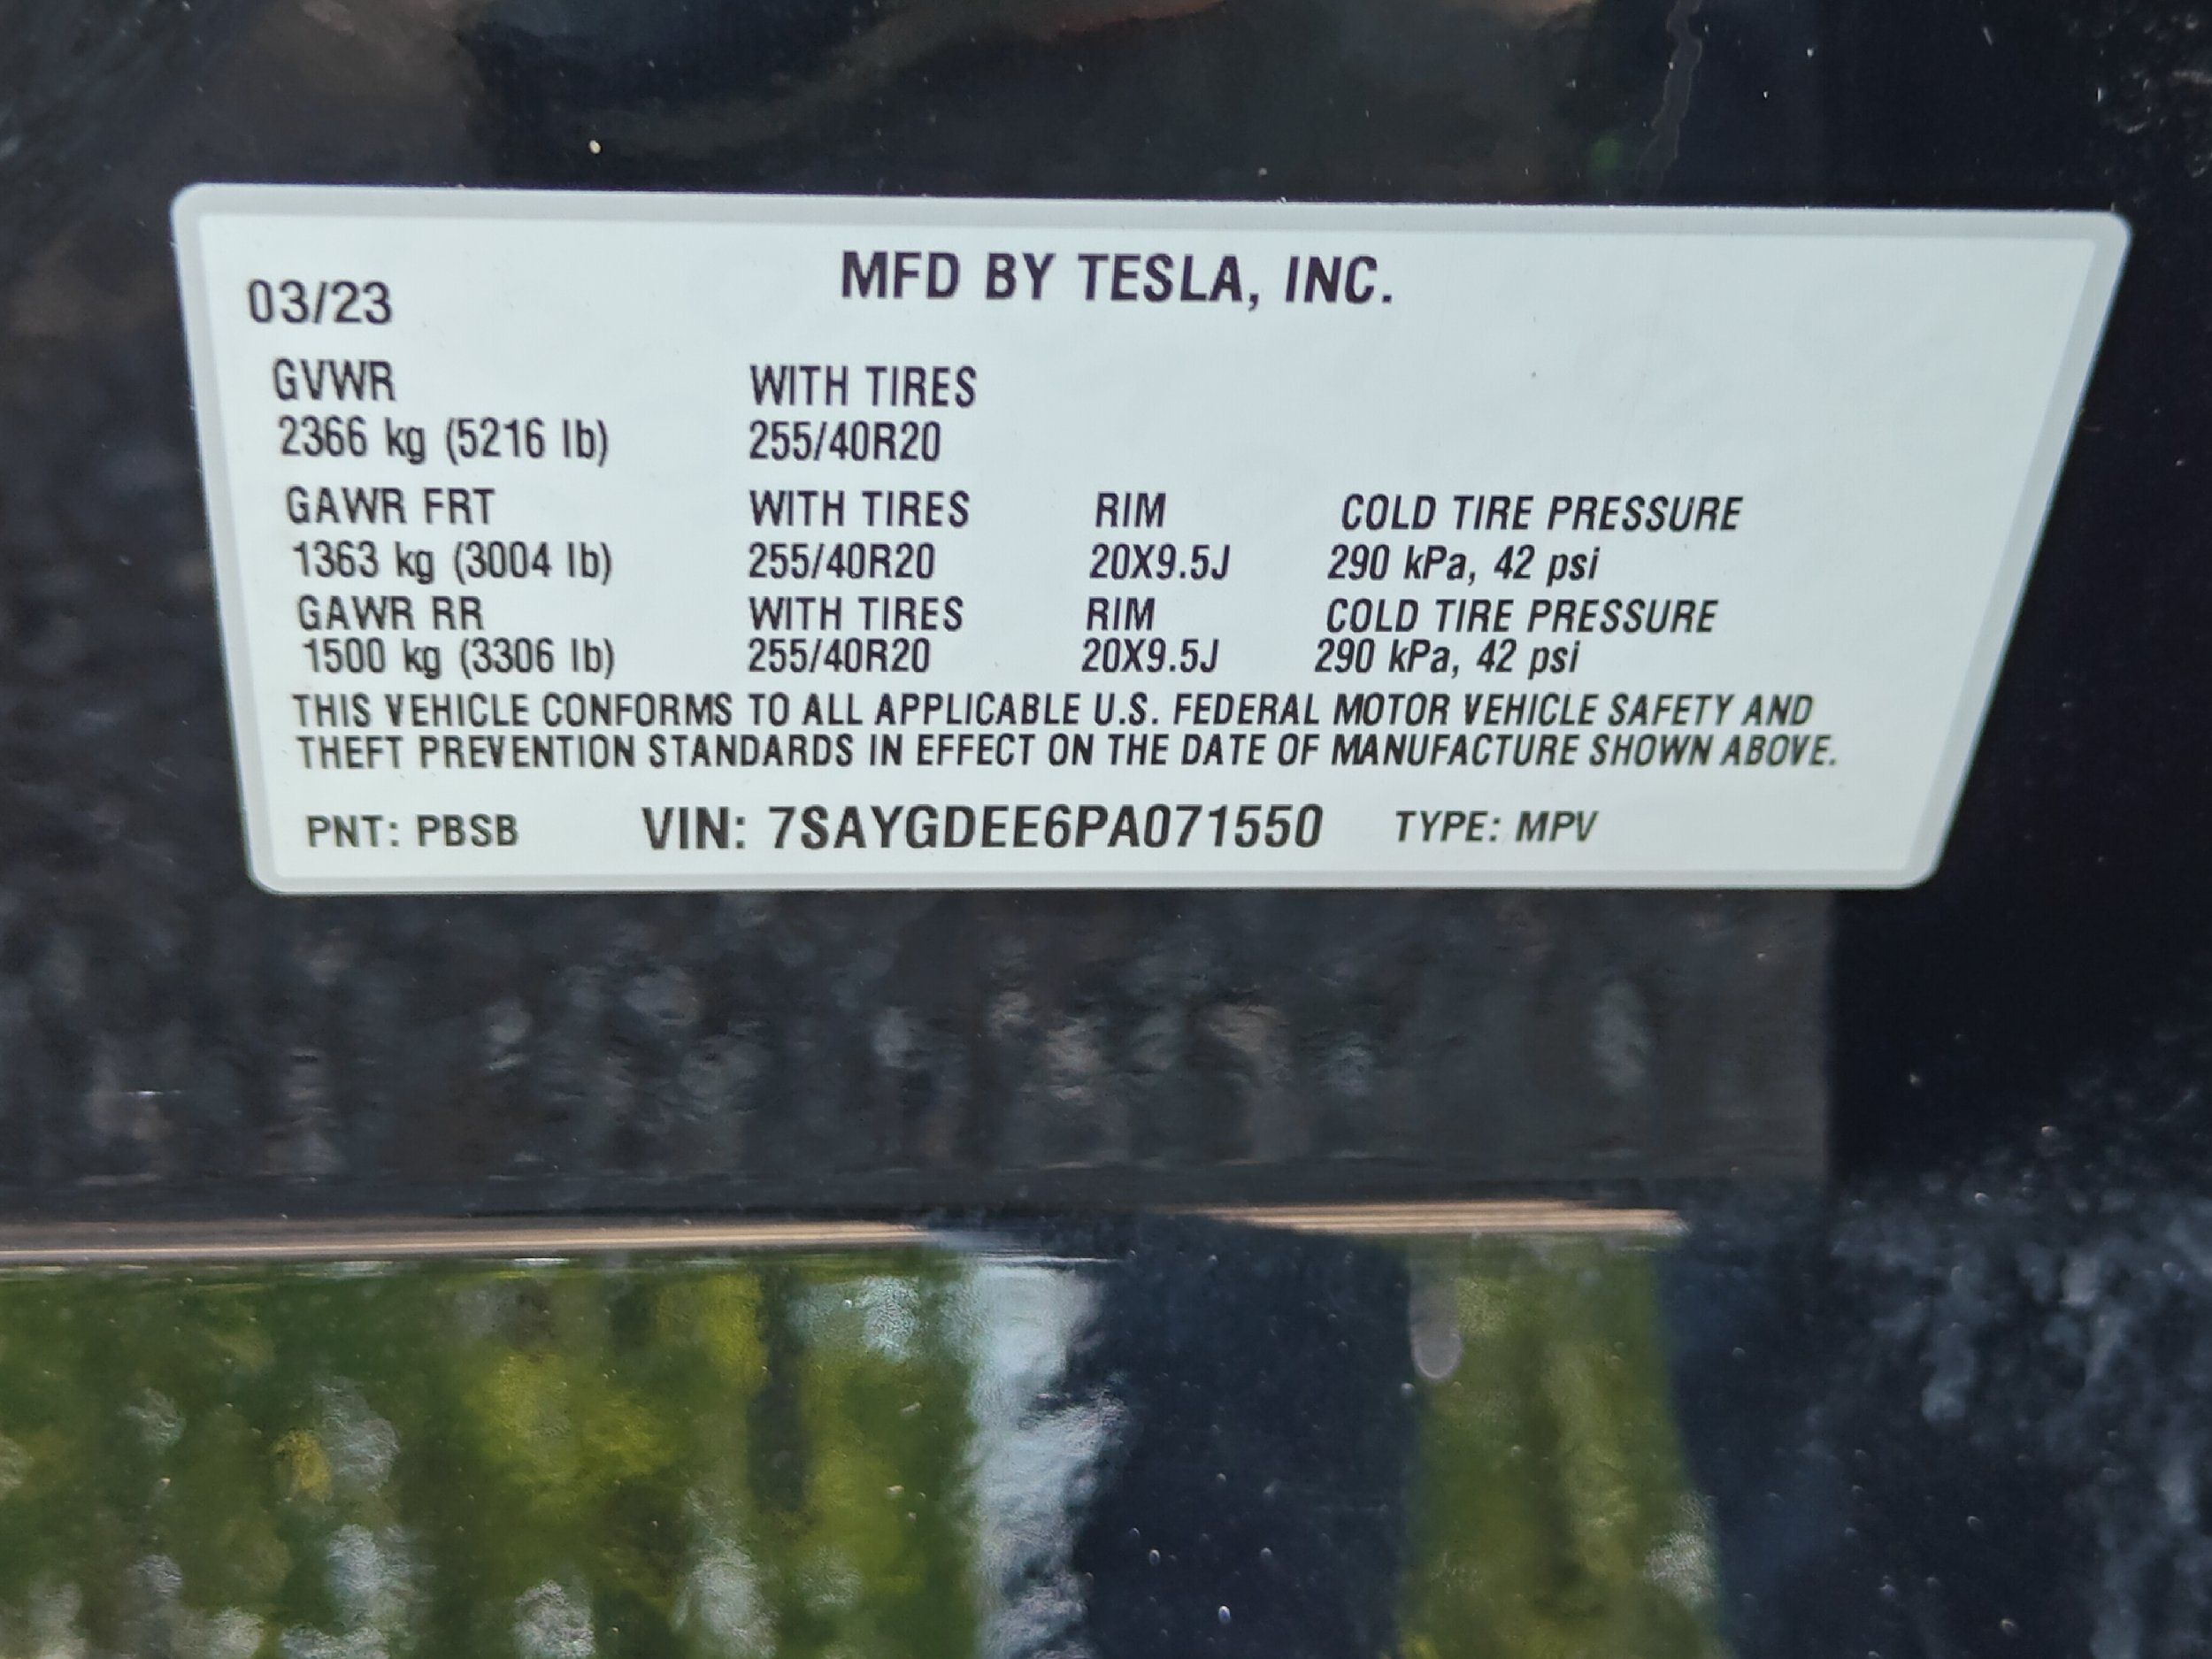 MFD BY TESLA, INC.
03/23
GVWR WITH TIRES
2366 kg (5216 lb) 255/40R20
GAWR FRT WITH TIRES RIM COLD TIRE PRESSURE
1363 kg (3004 lb) 255/40R20 20X9.5J 290 kPa, 42 psi
GAWR RR WITH TIRES RIM COLD TIRE PRESSURE
1500 kg (3306 lb) 255/40R20 20X9.5J 290 kPa, 42 psi
THIS VEHICLE CONFORMS TO ALL APPLICABLE U.S. FEDERAL MOTOR VEHICLE SAFETY AND
THEFT PREVENTION STANDARDS IN EFFECT ON THE DATE OF MANUFACTURE SHOWN ABOVE.
PNT: PBSB VIN: 7SAYGDEE6PA071550 TYPE: MPV